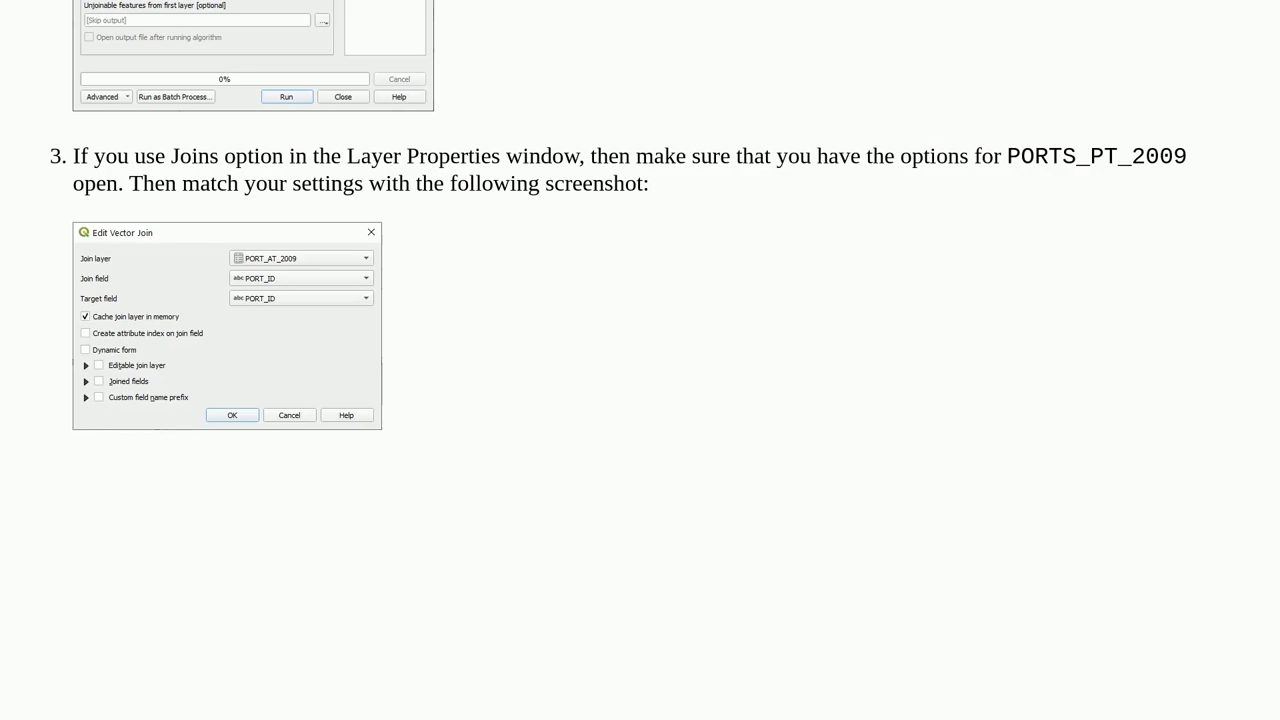 Unjoinable features from first layer [optional]
[Skip output]
...
Open output file after running algorithm
0%
Cancel
Advanced
Run as Batch Process...
Run
Close
Help
3. If you use Joins option in the Layer Properties window, then make sure that you have the options for PORTS_PT_2009
open. Then match your settings with the following screenshot:
Edit Vector Join
Join layer
PORT_AT_2009
Join field
abc PORT_ID
Target field
abc PORT_ID
Cache join layer in memory
Create attribute index on join field
Dynamic form
Editable join layer
Joined fields
Custom field name prefix
OK
Cancel
Help